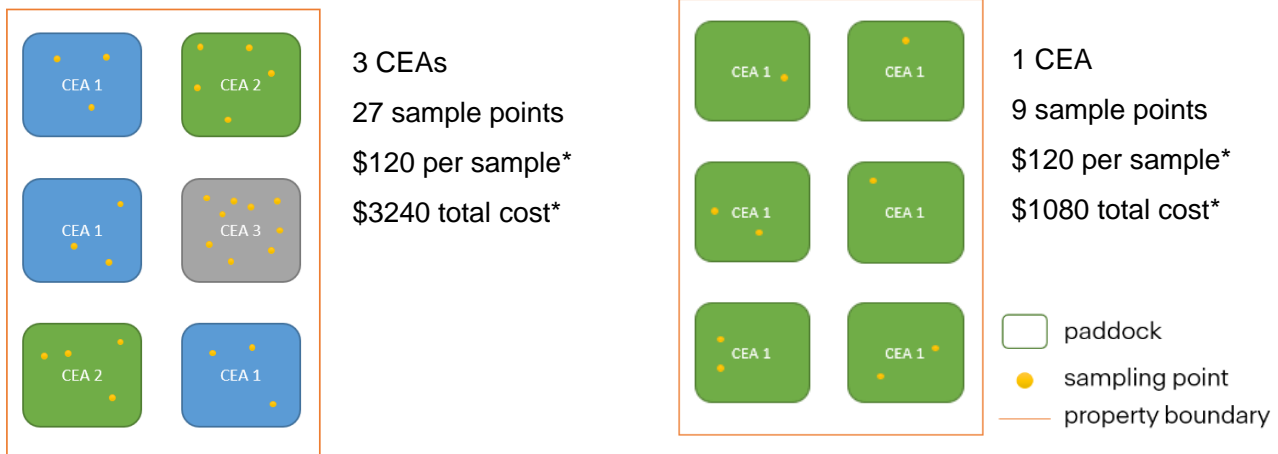 CEA 1
CEA 2
CEA 1
CEA 3
CEA 2
CEA 1
3 CEAs
27 sample points
$120 per sample*
$3240 total cost*
CEA 1
CEA 1
CEA 1
CEA 1
CEA 1
CEA 1
1 CEA
9 sample points
$120 per sample*
$1080 total cost*
paddock
sampling point
property boundary